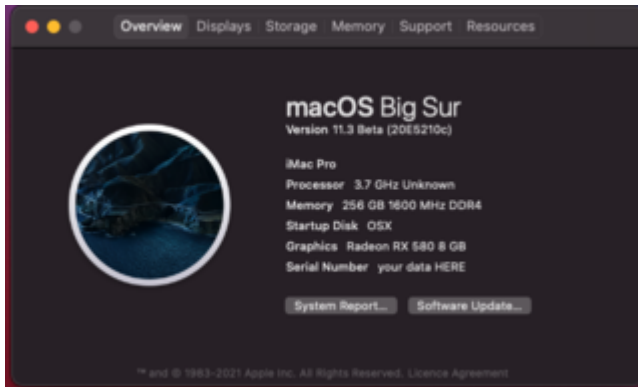 Overview Displays Storage Memory Support Resources
macOS Big Sur
Version 11.3 Beta (20E5210c)
iMac Pro
Processor 3.7 GHz Unknown
Memory 256 GB 1600 MHz DDR4
Startup Disk OSX
Graphics Radeon RX 580 8 GB
Serial Number your data HERE
System Report... Software Update...
™ and © 1983-2021 Apple Inc. All Rights Reserved. Licence Agreement